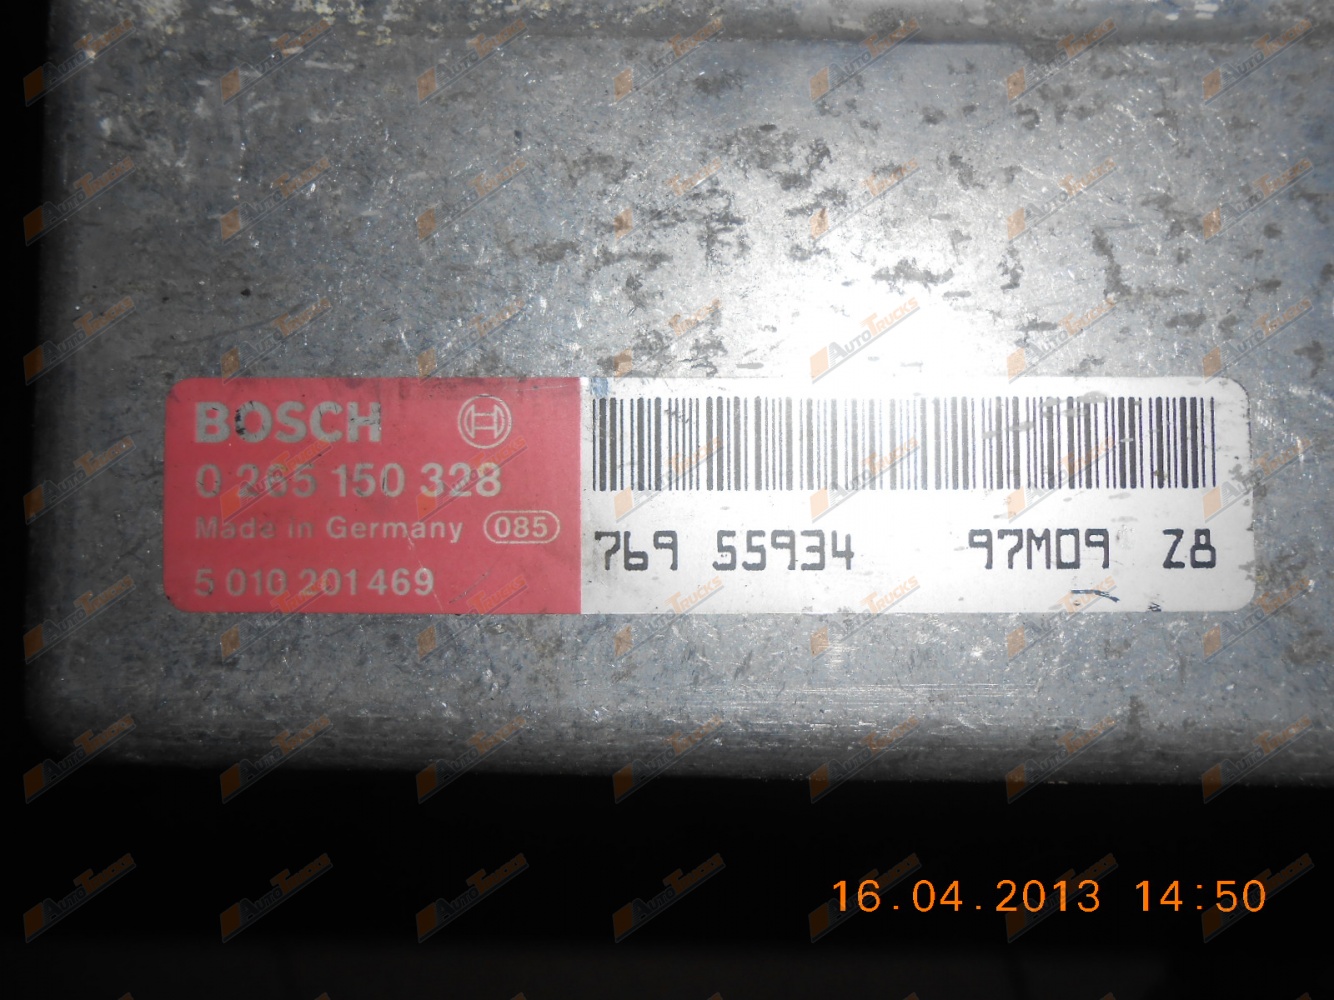 BOSCH
0 265 150 328
Made in Germany 085
5 010 201 469
769 55934 97M09 Z8
16.04.2013 14:50
AUTOTRUCKS